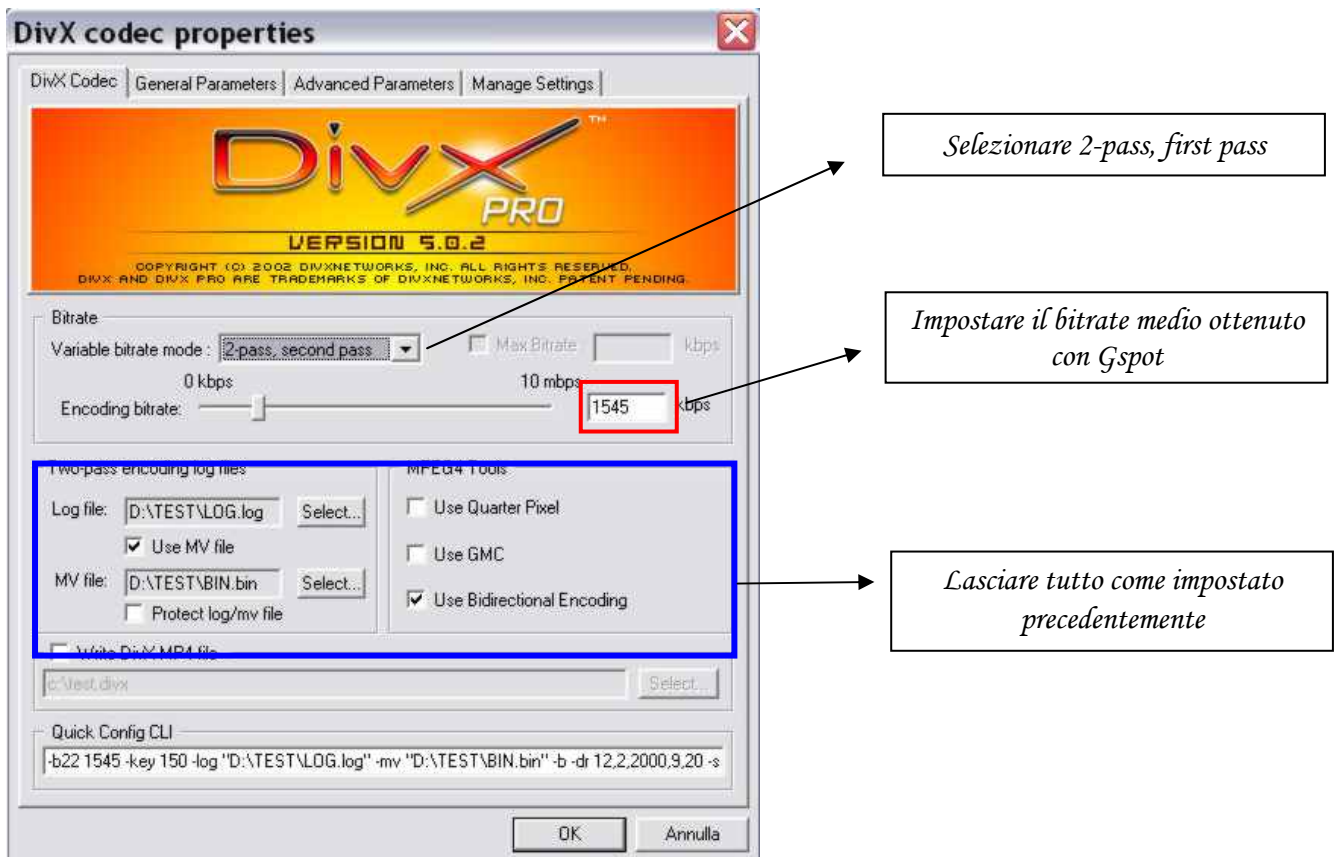 DivX codec properties
DivX Codec General Parameters Advanced Parameters Manage Settings
DivX ™
PRO
VERSION 5.0.2
COPYRIGHT (C) 2002 DIVXNETWORKS, INC. ALL RIGHTS RESERVED.
DIVX AND DIVX PRO ARE TRADEMARKS OF DIVXNETWORKS, INC. PATENT PENDING.
Selezionare 2-pass, first pass
Bitrate
Variable bitrate mode : 2-pass, second pass Max Bitrate kbps
0 kbps 10 mbps
Encoding bitrate: 1545 kbps
Impostare il bitrate medio ottenuto
con Gspot
Two-pass encoding log files
Log file: D:\TEST\LOG.log Select...
Use MV file
MV file: D:\TEST\BIN.bin Select...
Protect log/mv file
MPEG4 Tools
Use Quarter Pixel
Use GMC
Use Bidirectional Encoding
Lasciare tutto come impostato
precedentemente
Write DivX MP4 file
c:\test.divx Select...
Quick Config CLI
-b22 1545 -key 150 -log "D:\TEST\LOG.log" -mv "D:\TEST\BIN.bin" -b -dr 12,2,2000,9,20 -s
OK Annulla